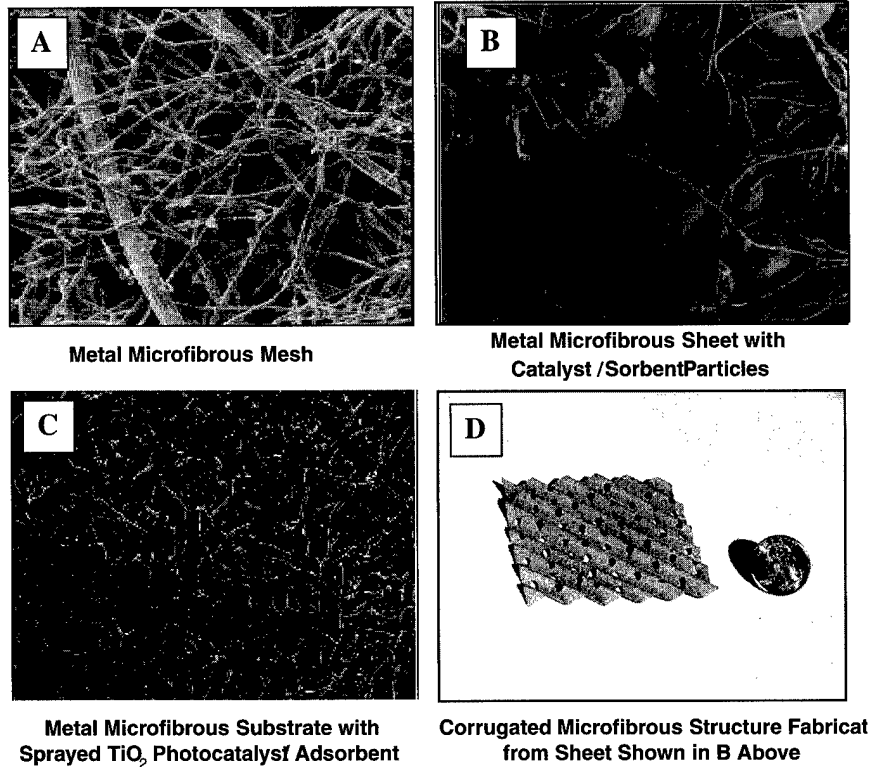 A
B
Metal Microfibrous Mesh
Metal Microfibrous Sheet with
Catalyst /SorbentParticles
C
D
Metal Microfibrous Substrate with
Sprayed TiO2 Photocatalyst/ Adsorbent
Corrugated Microfibrous Structure Fabricat
from Sheet Shown in B Above